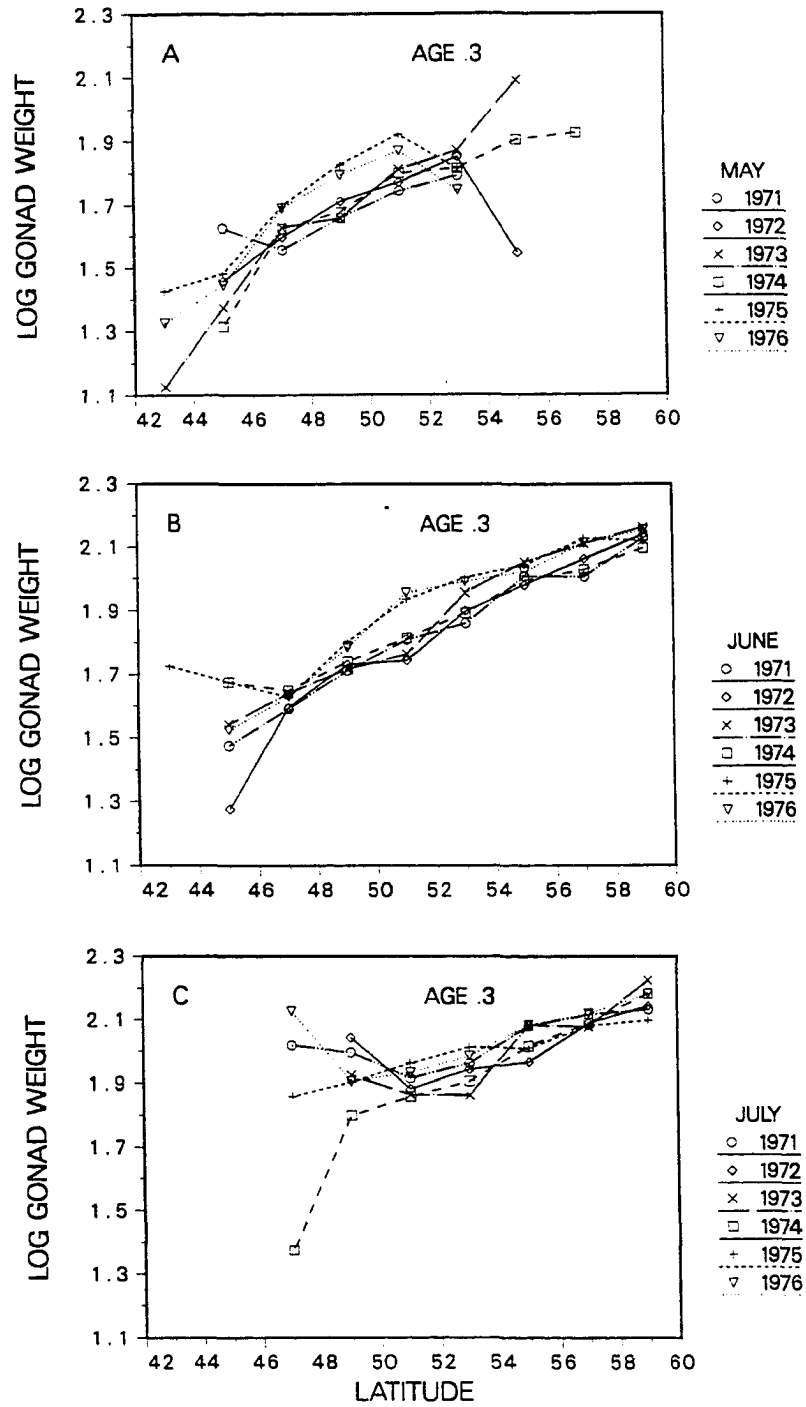 A
AGE .3
LOG GONAD WEIGHT
2.3
2.1
1.9
1.7
1.5
1.3
1.1
42 44 46 48 50 52 54 56 58 60
MAY
1971
1972
1973
1974
1975
1976
B
AGE .3
LOG GONAD WEIGHT
2.3
2.1
1.9
1.7
1.5
1.3
1.1
42 44 46 48 50 52 54 56 58 60
JUNE
1971
1972
1973
1974
1975
1976
C
AGE .3
LOG GONAD WEIGHT
2.3
2.1
1.9
1.7
1.5
1.3
1.1
42 44 46 48 50 52 54 56 58 60
LATITUDE
JULY
1971
1972
1973
1974
1975
1976